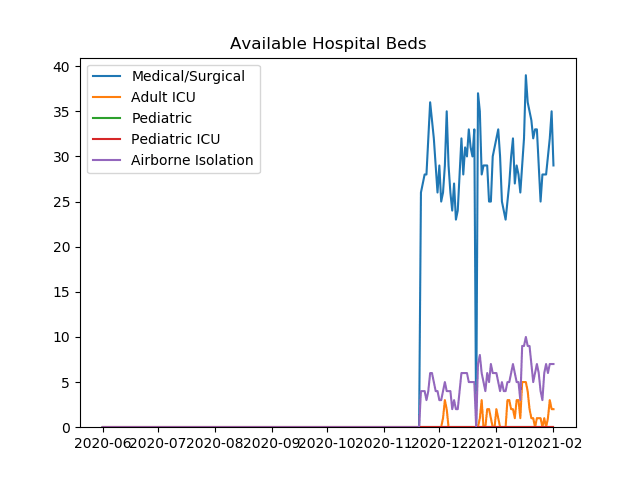 Available Hospital Beds
40
35
30
25
20
15
10
5
0
Medical/Surgical
Adult ICU
Pediatric
Pediatric ICU
Airborne Isolation
2020-06 2020-07 2020-08 2020-09 2020-10 2020-11 2020-12 2021-01 2021-02